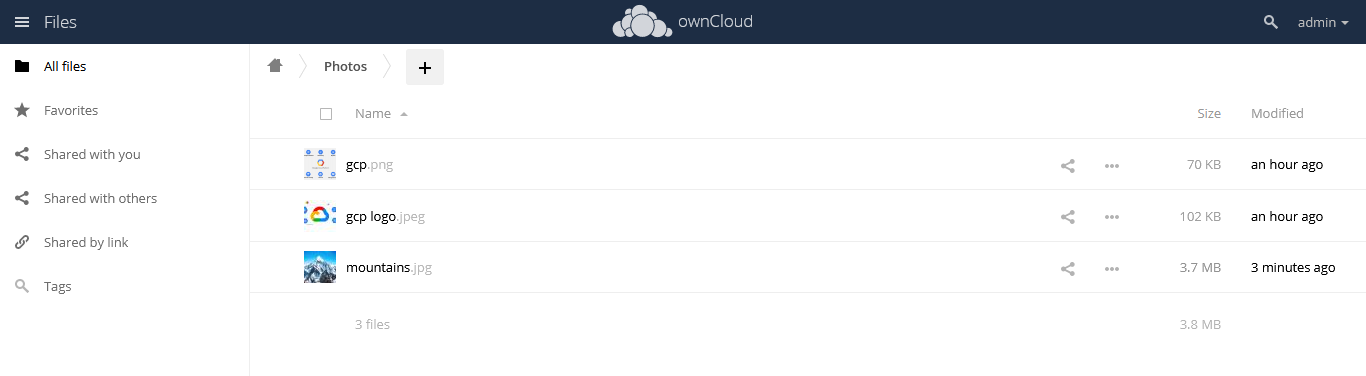 Files
ownCloud
admin
All files
Favorites
Shared with you
Shared with others
Shared by link
Tags
Photos
+
Name Size Modified
gcp.png 70 KB an hour ago
gcp logo.jpeg 102 KB an hour ago
mountains.jpg 3.7 MB 3 minutes ago
3 files 3.8 MB